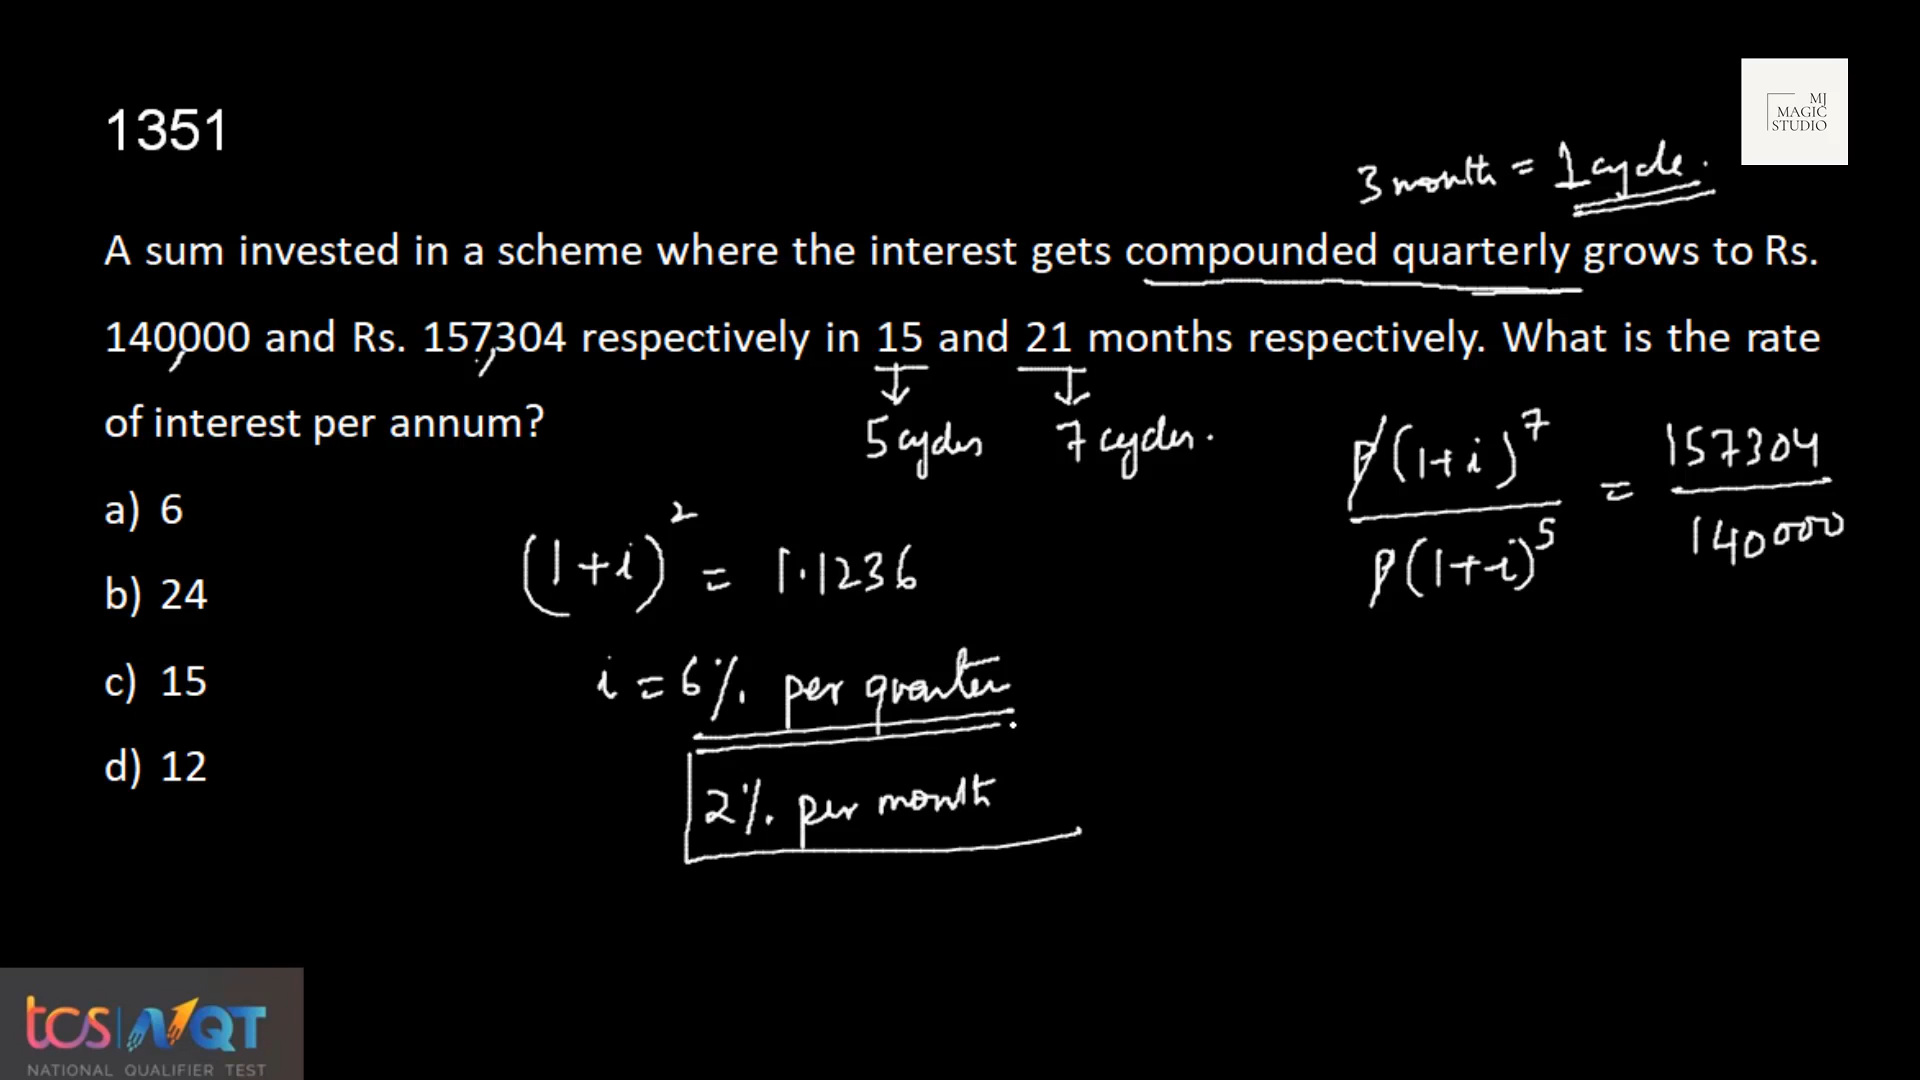 MJ
MAGIC
STUDIO
1351
3 month = 1 cycle.
A sum invested in a scheme where the interest gets compounded quarterly grows to Rs.
140000 and Rs. 157304 respectively in 15 and 21 months respectively. What is the rate
of interest per annum?
5 cycles 7 cycles.
P(1+i)^7 / P(1+i)^5 = 157304 / 140000
a) 6
(1+i)^2 = 1.1236
b) 24
c) 15
i = 6% per quarter
d) 12
2% per month
tcs|NQT
NATIONAL QUALIFIER TEST